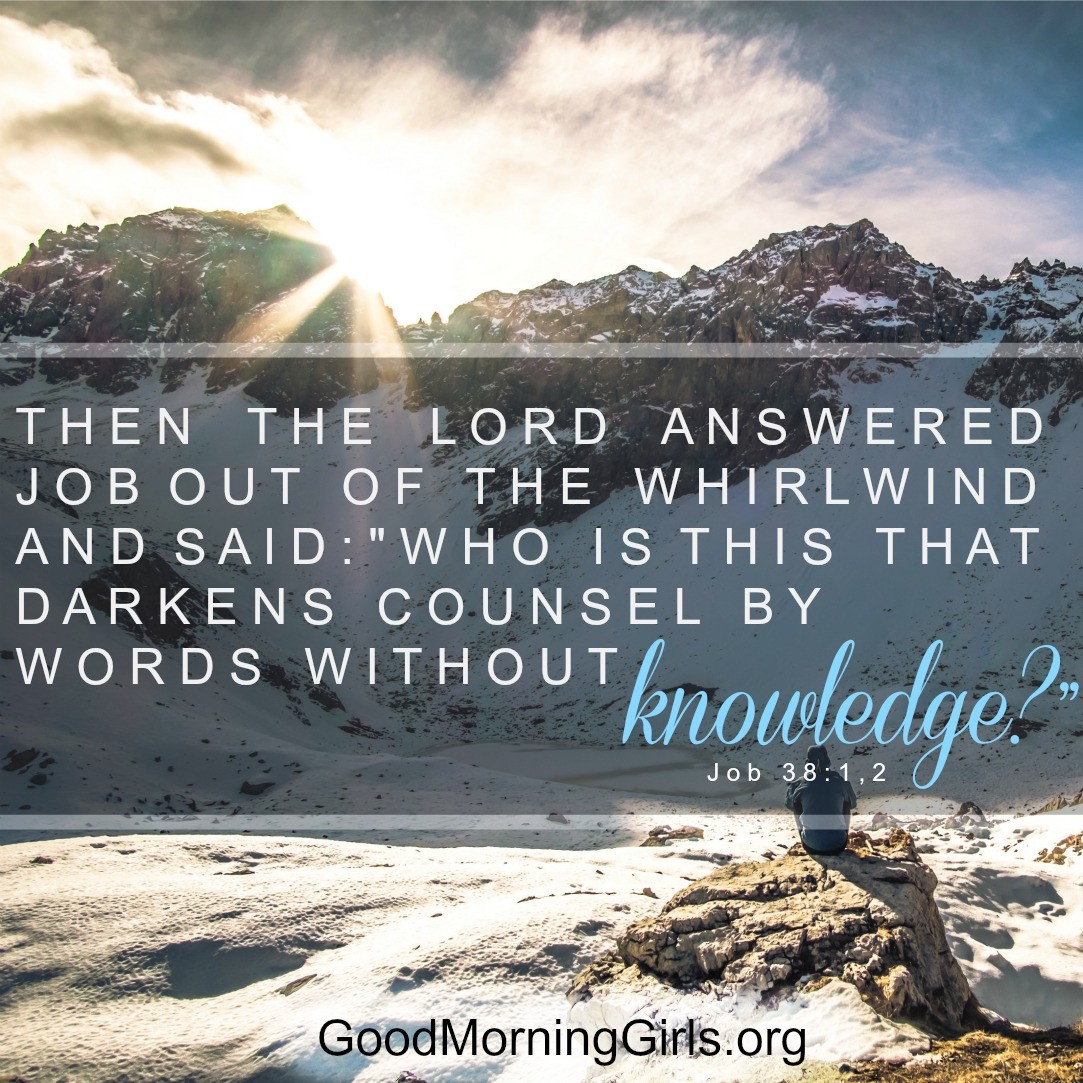 THEN THE LORD ANSWERED
JOB OUT OF THE WHIRLWIND
AND SAID: "WHO IS THIS THAT
DARKENS COUNSEL BY
WORDS WITHOUT knowledge?”
Job 38:1,2
GoodMorningGirls.org